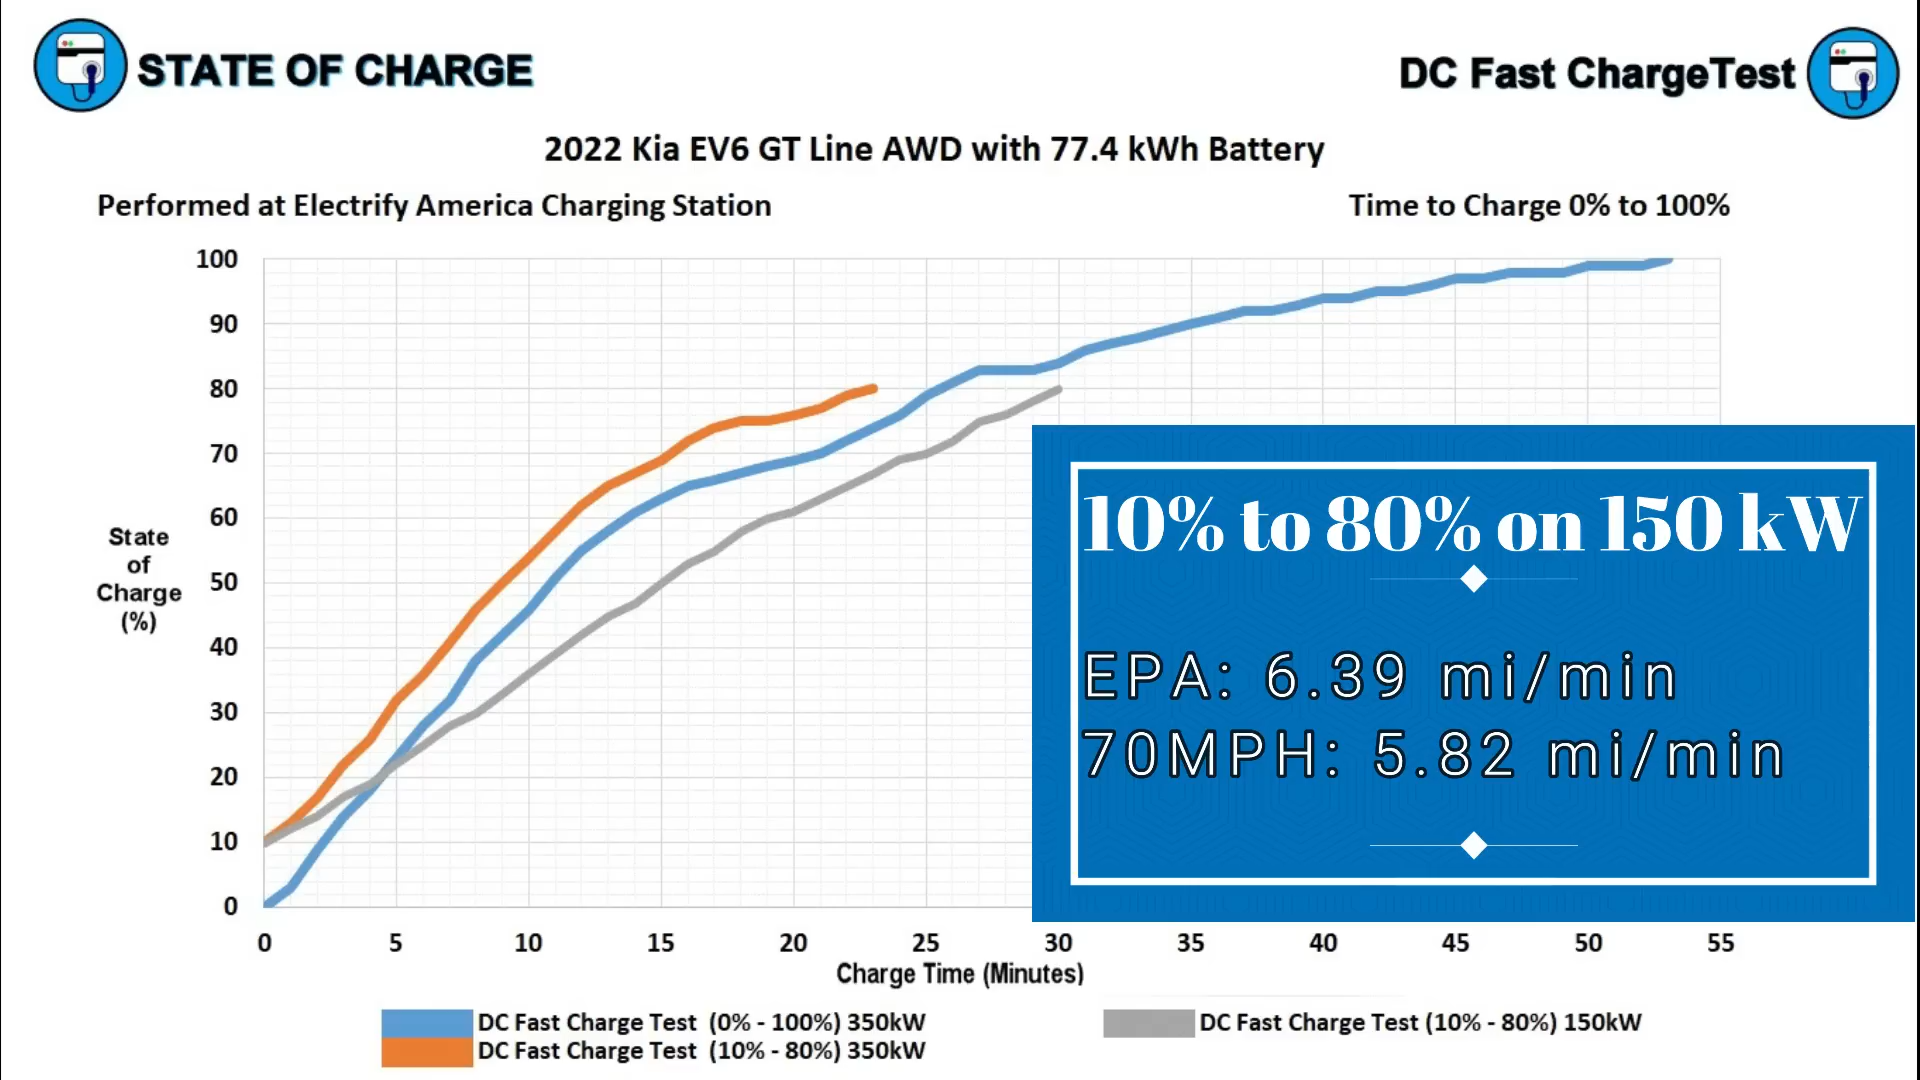 STATE OF CHARGE
DC Fast ChargeTest
2022 Kia EV6 GT Line AWD with 77.4 kWh Battery
Performed at Electrify America Charging Station
Time to Charge 0% to 100%
100
90
80
70
60
50
40
30
20
10
0
State
of
Charge
(%)
10% to 80% on 150 kW
EPA: 6.39 mi/min
70MPH: 5.82 mi/min
0 5 10 15 20 25 30 35 40 45 50 55
Charge Time (Minutes)
DC Fast Charge Test (0% - 100%) 350kW
DC Fast Charge Test (10% - 80%) 350kW
DC Fast Charge Test (10% - 80%) 150kW